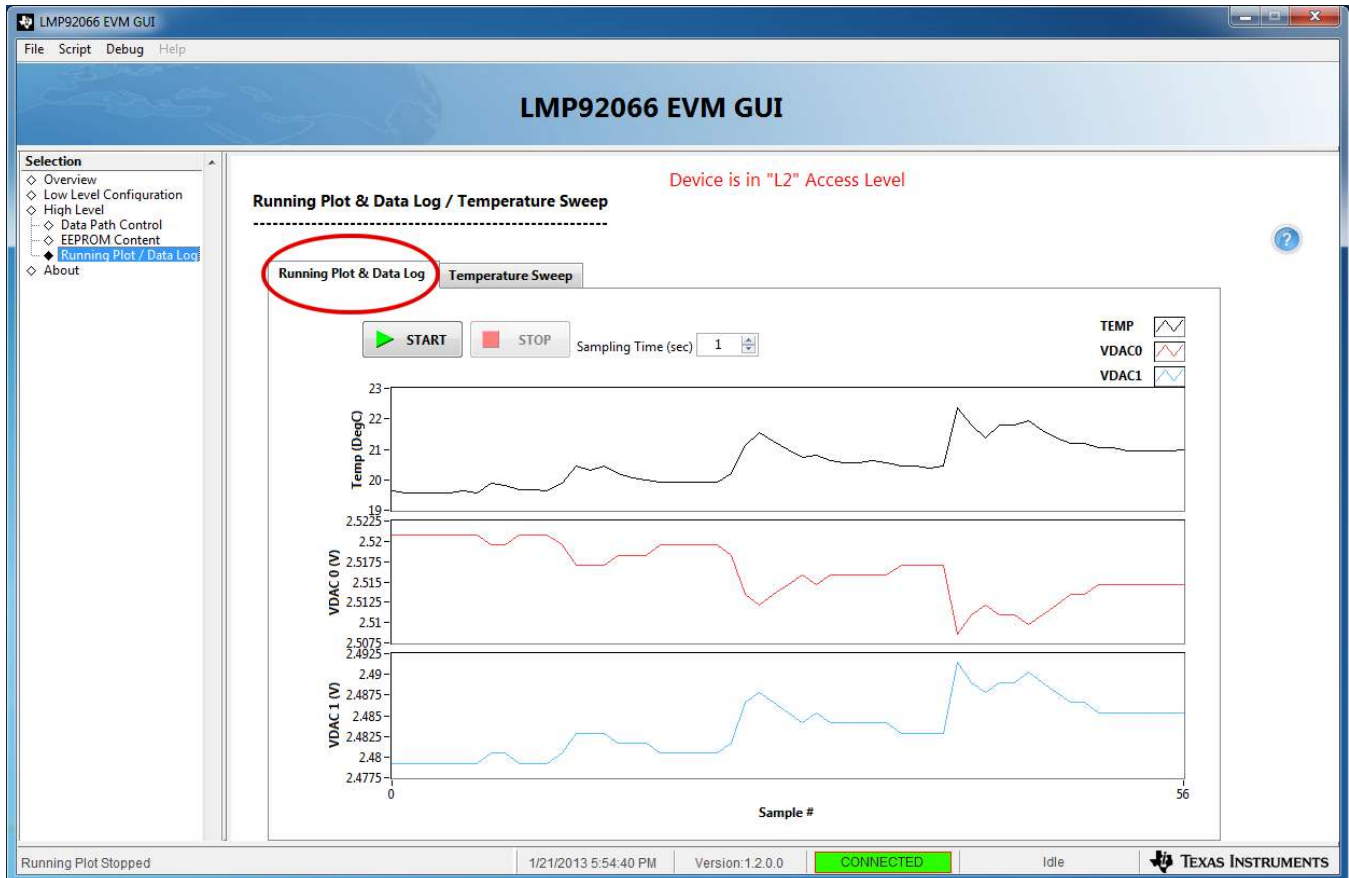 LMP92066 EVM GUI
File Script Debug Help
LMP92066 EVM GUI
Selection
Overview
Low Level Configuration
High Level
Data Path Control
EEPROM Content
Running Plot / Data Log
About
Device is in "L2" Access Level
Running Plot & Data Log / Temperature Sweep
--------------------------------------------------------
?
Running Plot & Data Log
Temperature Sweep
START
STOP
Sampling Time (sec) 1
TEMP
VDAC0
VDAC1
Temp (DegC)
23
22
21
20
19
VDAC 0 (V)
2.5225
2.52
2.5175
2.515
2.5125
2.51
2.5075
VDAC 1 (V)
2.4925
2.49
2.4875
2.485
2.4825
2.48
2.4775
0
56
Sample #
Running Plot Stopped
1/21/2013 5:54:40 PM
Version:1.2.0.0
CONNECTED
Idle
TEXAS INSTRUMENTS